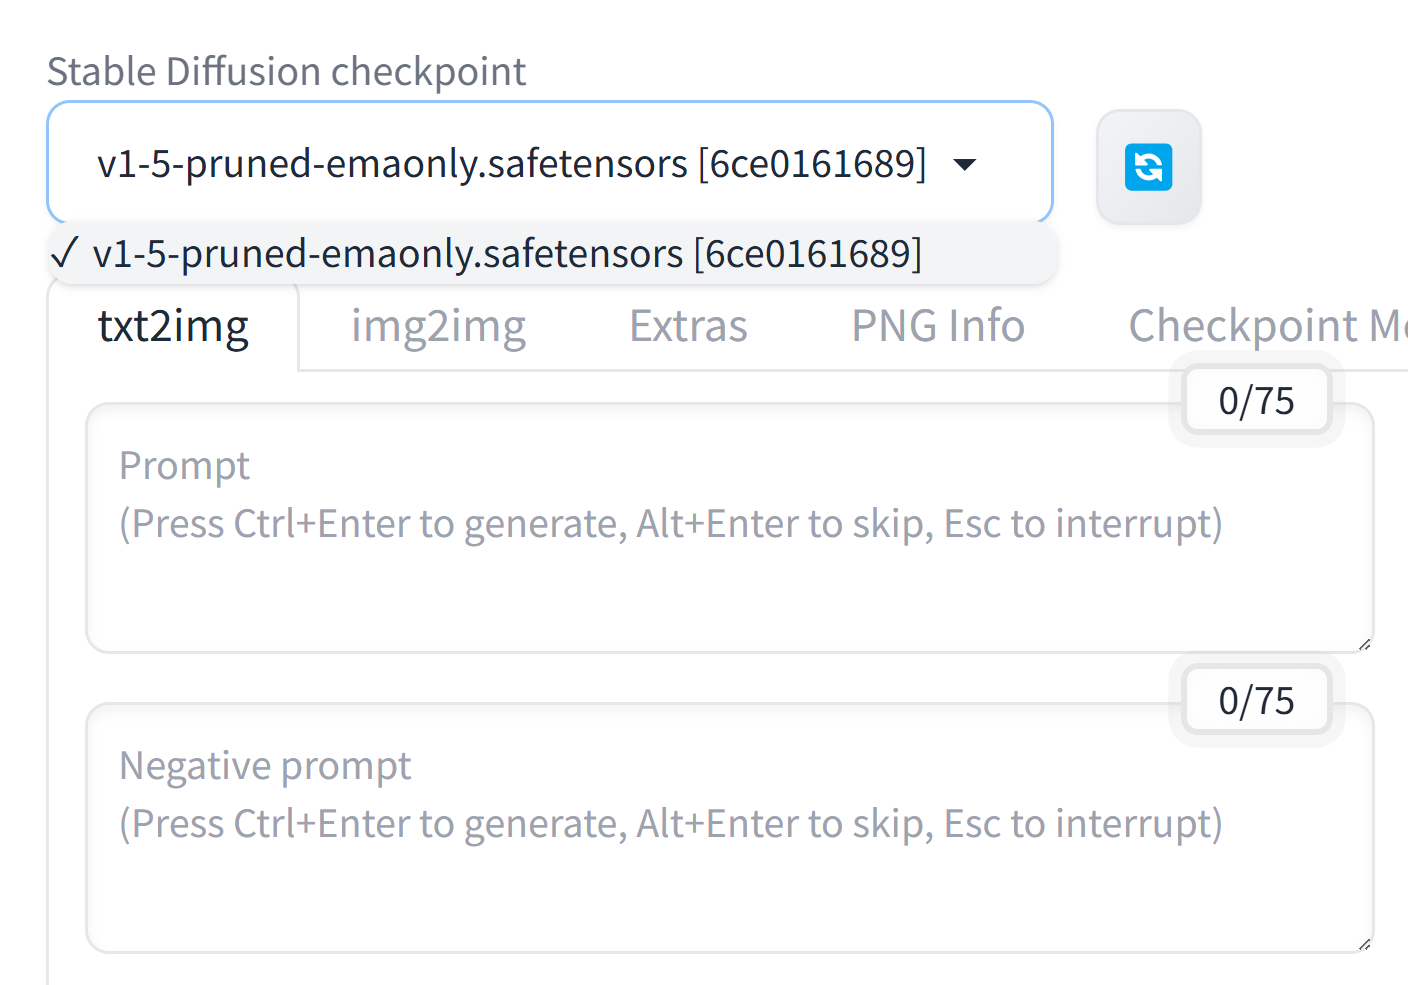 Stable Diffusion checkpoint
v1-5-pruned-emaonly.safetensors [6ce0161689]
✓ v1-5-pruned-emaonly.safetensors [6ce0161689]
txt2img img2img Extras PNG Info Checkpoint
0/75
Prompt
(Press Ctrl+Enter to generate, Alt+Enter to skip, Esc to interrupt)
0/75
Negative prompt
(Press Ctrl+Enter to generate, Alt+Enter to skip, Esc to interrupt)